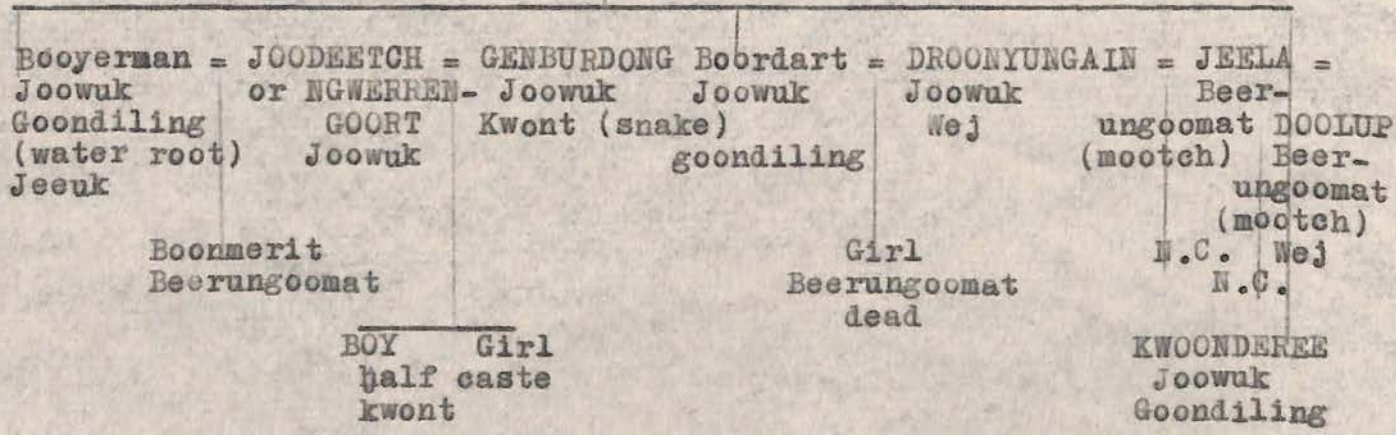 Booyerman = JOODEETCH = GENBURDONG Boordart = DROONYUNGAIN = JEELA =
Joowuk or NGWERREN- Joowuk Joowuk Joowuk Beer-
Goondiling GOORT Kwont (snake) Wej ungoomat DOOLUP
(water root) Joowuk goondiling (mootch) Beer-
Jeeuk ungoomat
(mootch)
Boonmerit Girl N.C. Wej
Beerungoomat Beerungoomat N.C.
dead
BOY Girl KWOONDEREE
half caste Joowuk
kwont Goondiling